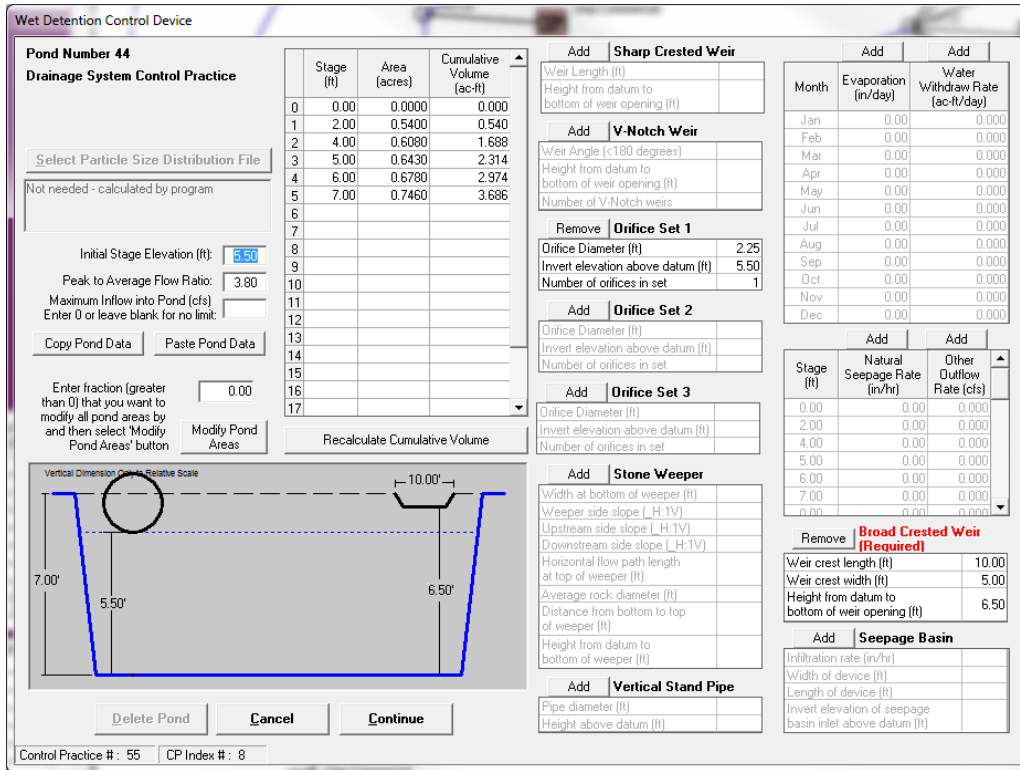 Wet Detention Control Device
Pond Number 44
Drainage System Control Practice
Select Particle Size Distribution File
Not needed - calculated by program
Initial Stage Elevation (ft): 5.50
Peak to Average Flow Ratio: 3.80
Maximum Inflow into Pond (cfs)
Enter 0 or leave blank for no limit:
Copy Pond Data Paste Pond Data
Enter fraction (greater
than 0) that you want to
modify all pond areas by
and then select 'Modify
Pond Areas' button
0.00
Modify Pond
Areas
Stage
(ft)
Area
(acres)
Cumulative
Volume
(ac-ft)
0 0.00 0.0000 0.000
1 2.00 0.5400 0.540
2 4.00 0.6080 1.688
3 5.00 0.6430 2.314
4 6.00 0.6780 2.974
5 7.00 0.7460 3.686
6
7
8
9
10
11
12
13
14
15
16
17
Recalculate Cumulative Volume
Vertical Dimension Only to Relative Scale
10.00'
7.00'
5.50'
6.50'
Delete Pond Cancel Continue
Control Practice # : 55 CP Index # : 8
Add Sharp Crested Weir
Weir Length (ft)
Height from datum to
bottom of weir opening (ft)
Add V-Notch Weir
Weir Angle (<180 degrees)
Height from datum to
bottom of weir opening (ft)
Number of V-Notch weirs
Remove Orifice Set 1
Orifice Diameter (ft) 2.25
Invert elevation above datum (ft) 5.50
Number of orifices in set 1
Add Orifice Set 2
Orifice Diameter (ft)
Invert elevation above datum (ft)
Number of orifices in set
Add Orifice Set 3
Orifice Diameter (ft)
Invert elevation above datum (ft)
Number of orifices in set
Add Stone Weeper
Width at bottom of weeper (ft)
Weeper side slope (_H:1V)
Upstream side slope (_H:1V)
Downstream side slope (_H:1V)
Horizontal flow path length
at top of weeper (ft)
Average rock diameter (ft)
Distance from bottom to top
of weeper (ft)
Height from datum to
bottom of weeper (ft)
Add Vertical Stand Pipe
Pipe diameter (ft)
Height above datum (ft)
Add Add
Month
Evaporation
(in/day)
Water
Withdraw Rate
(ac-ft/day)
Jan 0.00 0.000
Feb 0.00 0.000
Mar 0.00 0.000
Apr 0.00 0.000
May 0.00 0.000
Jun 0.00 0.000
Jul 0.00 0.000
Aug 0.00 0.000
Sep 0.00 0.000
Oct 0.00 0.000
Nov 0.00 0.000
Dec 0.00 0.000
Add Add
Stage
(ft)
Natural
Seepage Rate
(in/hr)
Other
Outflow
Rate (cfs)
0.00 0.00 0.000
2.00 0.00 0.000
4.00 0.00 0.000
5.00 0.00 0.000
6.00 0.00 0.000
7.00 0.00 0.000
0.00 0.00 0.000
Remove Broad Crested Weir
(Required)
Weir crest length (ft) 10.00
Weir crest width (ft) 5.00
Height from datum to
bottom of weir opening (ft) 6.50
Add Seepage Basin
Infiltration rate (in/hr)
Width of device (ft)
Length of device (ft)
Invert elevation of seepage
basin inlet above datum (ft)